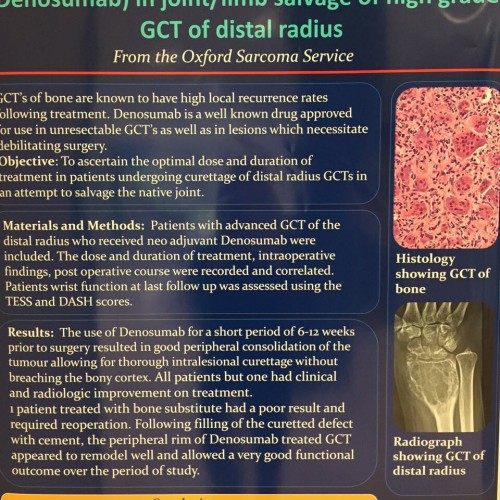 Denosumab) in joint/limb salvage of high grade
GCT of distal radius
From the Oxford Sarcoma Service
GCT's of bone are known to have high local recurrence rates
following treatment. Denosumab is a well known drug approved
for use in unresectable GCT's as well as in lesions which necessitate
debilitating surgery.
Objective: To ascertain the optimal dose and duration of
treatment in patients undergoing curettage of distal radius GCTs in
an attempt to salvage the native joint.
Materials and Methods: Patients with advanced GCT of the
distal radius who received neo adjuvant Denosumab were
included. The dose and duration of treatment, intraoperative
findings, post operative course were recorded and correlated.
Patients wrist function at last follow up was assessed using the
TESS and DASH scores.
Results: The use of Denosumab for a short period of 6-12 weeks
prior to surgery resulted in good peripheral consolidation of the
tumour allowing for thorough intralesional curettage without
breaching the bony cortex. All patients but one had clinical
and radiologic improvement on treatment.
1 patient treated with bone substitute had a poor result and
required reoperation. Following filling of the curetted defect
with cement, the peripheral rim of Denosumab treated GCT
appeared to remodel well and allowed a very good functional
outcome over the period of study.
Histology
showing GCT of
bone
Radiograph
showing GCT of
distal radius